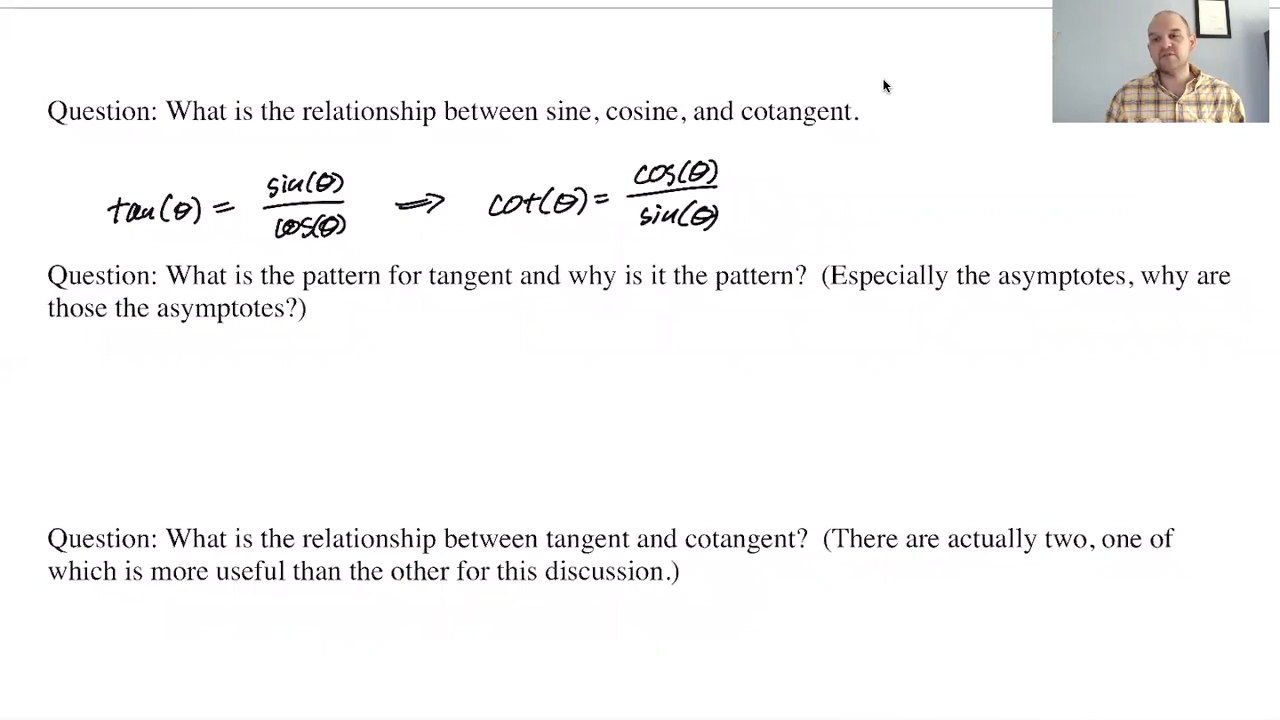 Question: What is the relationship between sine, cosine, and cotangent.
tan(θ) = sin(θ)/cos(θ) ⇒ cot(θ) = cos(θ)/sin(θ)
Question: What is the pattern for tangent and why is it the pattern? (Especially the asymptotes, why are
those the asymptotes?)
Question: What is the relationship between tangent and cotangent? (There are actually two, one of
which is more useful than the other for this discussion.)